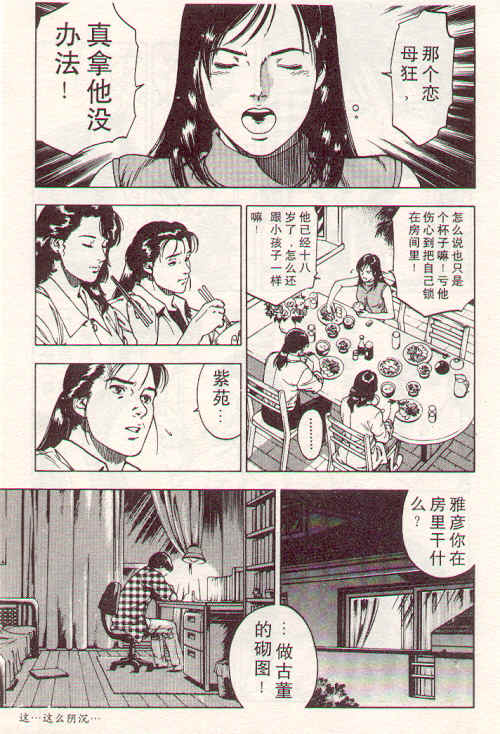 那个恋
母狂，
真拿他没
办法！
怎么说也只是
个杯子嘛！亏他
伤心到把自己锁
在房间里！
他已经十八
岁了．怎么还
跟小孩子一样
嘛！
………
紫苑…
雅彦你在
房里干什
么？
…做古董
的砌图！
这…这么阴沉…